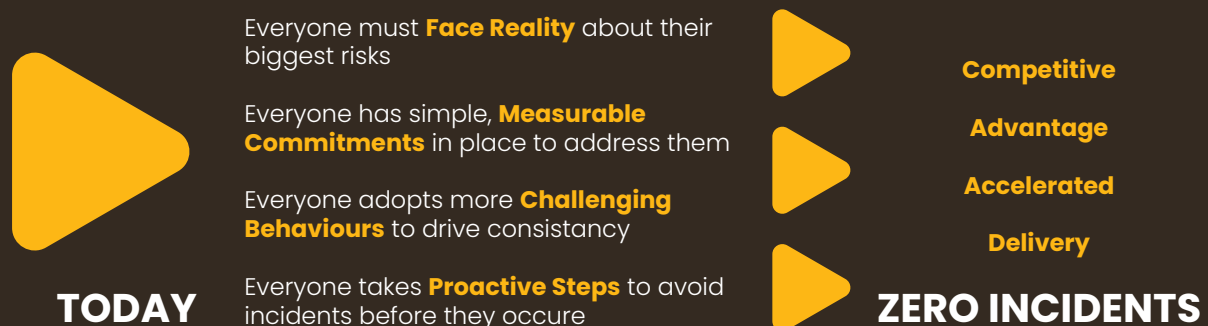 Everyone must Face Reality about their
biggest risks
Everyone has simple, Measurable
Commitments in place to address them
Everyone adopts more Challenging
Behaviours to drive consistancy
Everyone takes Proactive Steps to avoid
incidents before they occure
TODAY
Competitive
Advantage
Accelerated
Delivery
ZERO INCIDENTS